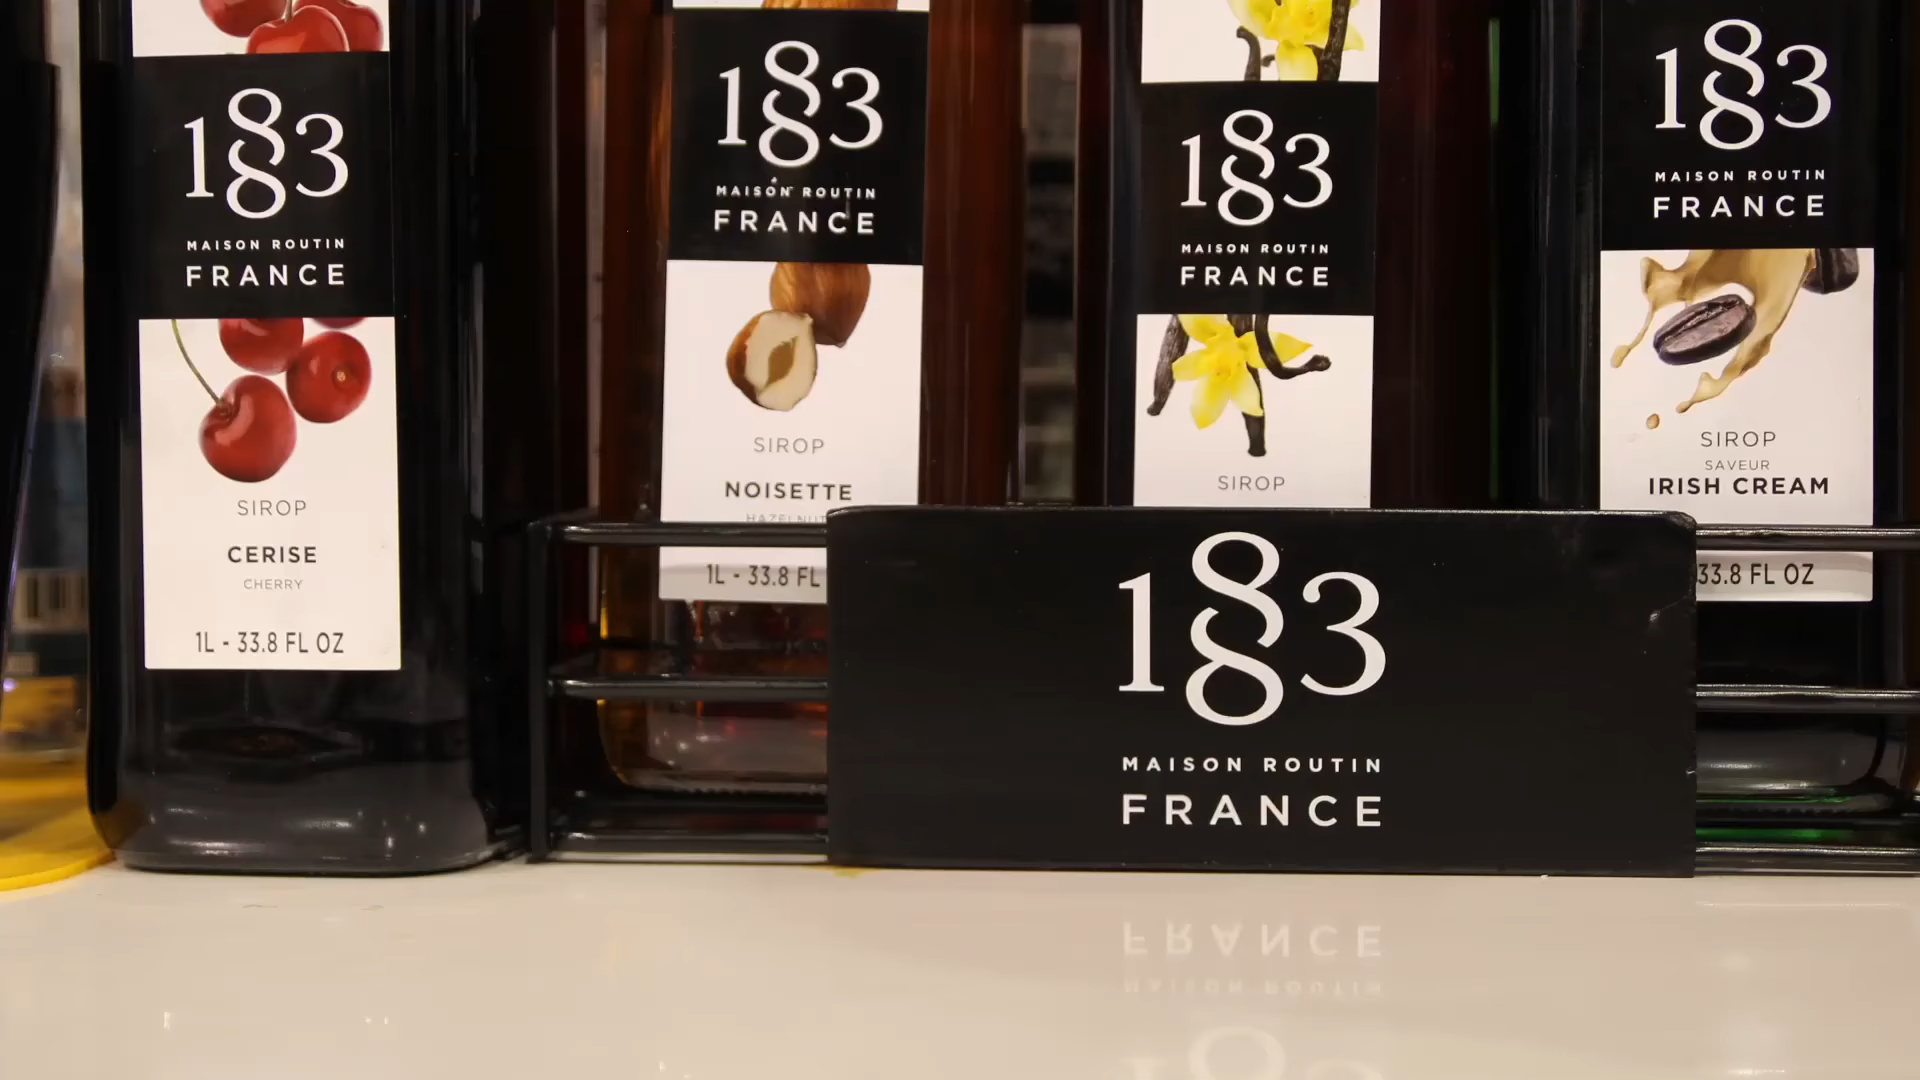 1883
MAISON ROUTIN
FRANCE
SIROP
CERISE
CHERRY
1L - 33.8 FL OZ
1883
MAISON ROUTIN
FRANCE
SIROP
NOISETTE
HAZELNUT
1L - 33.8 FL
1883
MAISON ROUTIN
FRANCE
SIROP
1883
MAISON ROUTIN
FRANCE
SIROP
SAVEUR
IRISH CREAM
33.8 FL OZ
1883
MAISON ROUTIN
FRANCE